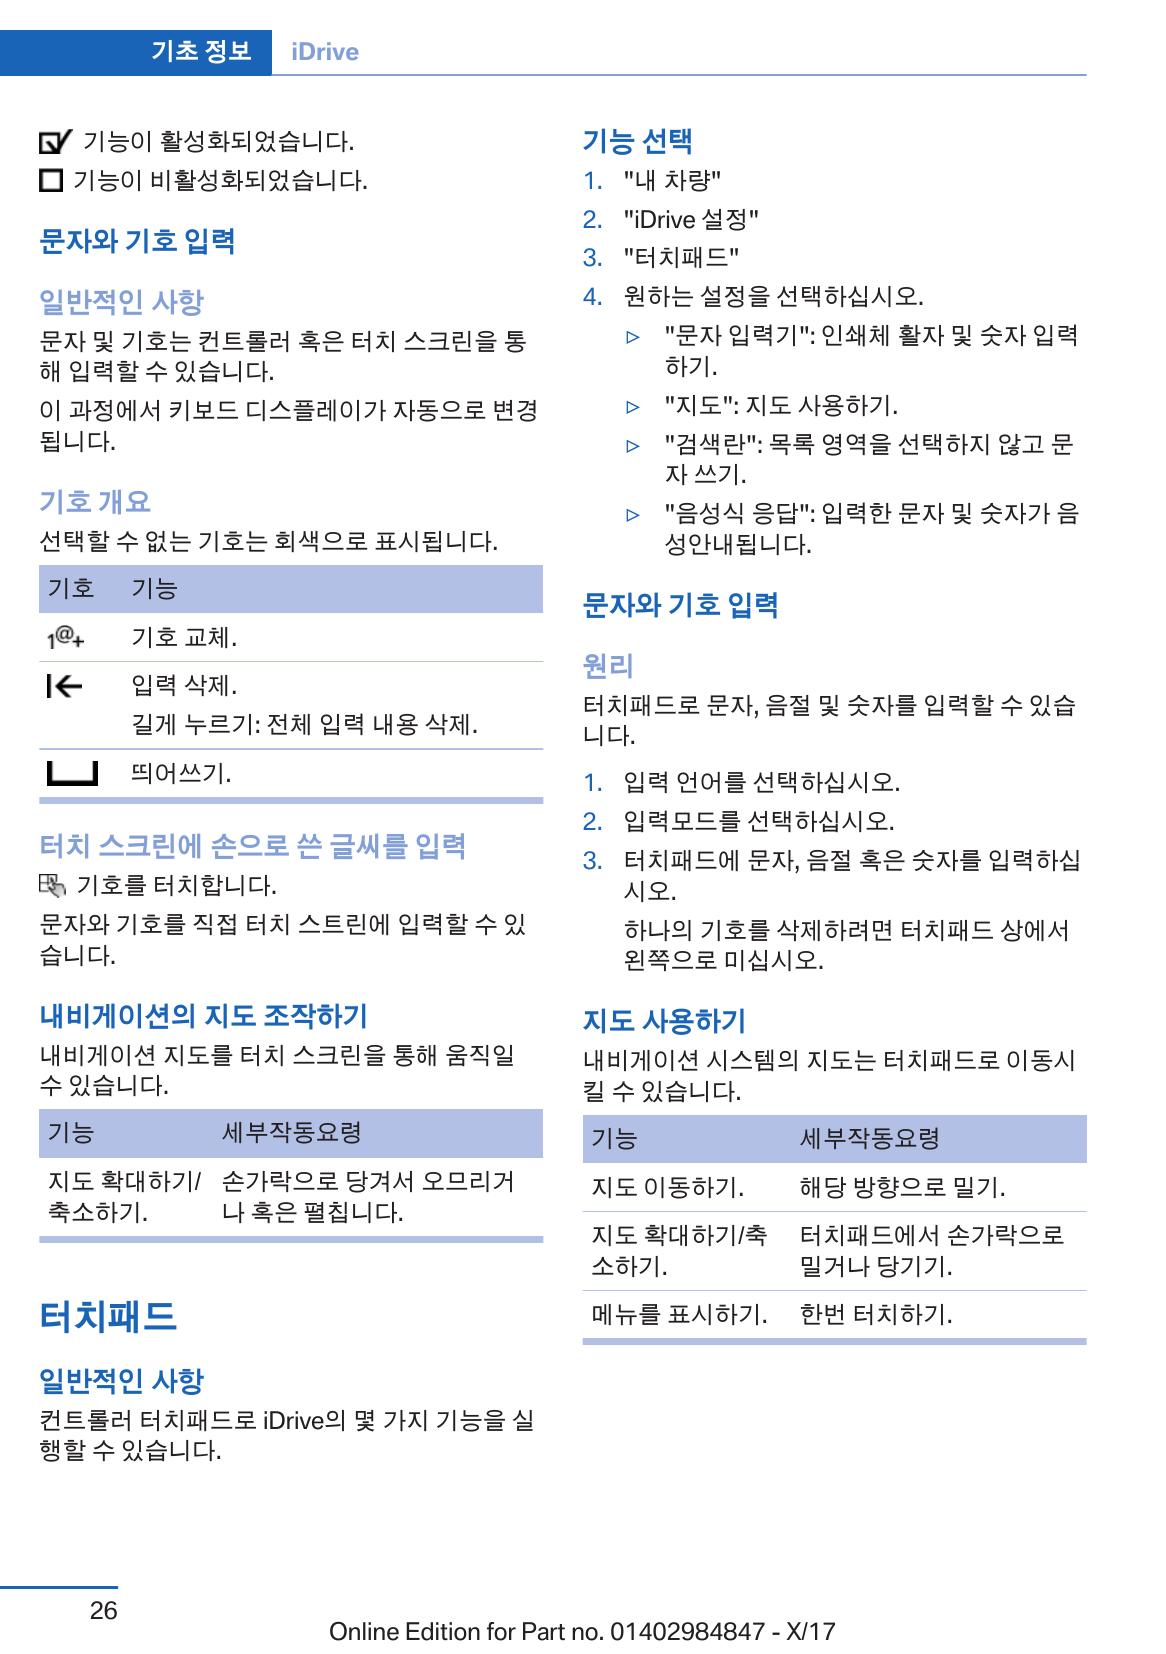 기초 정보 iDrive
기능이 활성화되었습니다.
기능이 비활성화되었습니다.
문자와 기호 입력
일반적인 사항
문자 및 기호는 컨트롤러 혹은 터치 스크린을 통
해 입력할 수 있습니다.
이 과정에서 키보드 디스플레이가 자동으로 변경
됩니다.
기호 개요
선택할 수 없는 기호는 회색으로 표시됩니다.
기호 기능
1@+ 기호 교체.
입력 삭제.
길게 누르기: 전체 입력 내용 삭제.
띄어쓰기.
터치 스크린에 손으로 쓴 글씨를 입력
기호를 터치합니다.
문자와 기호를 직접 터치 스트린에 입력할 수 있
습니다.
내비게이션의 지도 조작하기
내비게이션 지도를 터치 스크린을 통해 움직일
수 있습니다.
기능 세부작동요령
지도 확대하기/ 손가락으로 당겨서 오므리거
축소하기. 나 혹은 펼칩니다.
터치패드
일반적인 사항
컨트롤러 터치패드로 iDrive의 몇 가지 기능을 실
행할 수 있습니다.
기능 선택
1. "내 차량"
2. "iDrive 설정"
3. "터치패드"
4. 원하는 설정을 선택하십시오.
▷ "문자 입력기": 인쇄체 활자 및 숫자 입력
하기.
▷ "지도": 지도 사용하기.
▷ "검색란": 목록 영역을 선택하지 않고 문
자 쓰기.
▷ "음성식 응답": 입력한 문자 및 숫자가 음
성안내됩니다.
문자와 기호 입력
원리
터치패드로 문자, 음절 및 숫자를 입력할 수 있습
니다.
1. 입력 언어를 선택하십시오.
2. 입력모드를 선택하십시오.
3. 터치패드에 문자, 음절 혹은 숫자를 입력하십
시오.
하나의 기호를 삭제하려면 터치패드 상에서
왼쪽으로 미십시오.
지도 사용하기
내비게이션 시스템의 지도는 터치패드로 이동시
킬 수 있습니다.
기능 세부작동요령
지도 이동하기. 해당 방향으로 밀기.
지도 확대하기/축 터치패드에서 손가락으로
소하기. 밀거나 당기기.
메뉴를 표시하기. 한번 터치하기.
26
Online Edition for Part no. 01402984847 - X/17